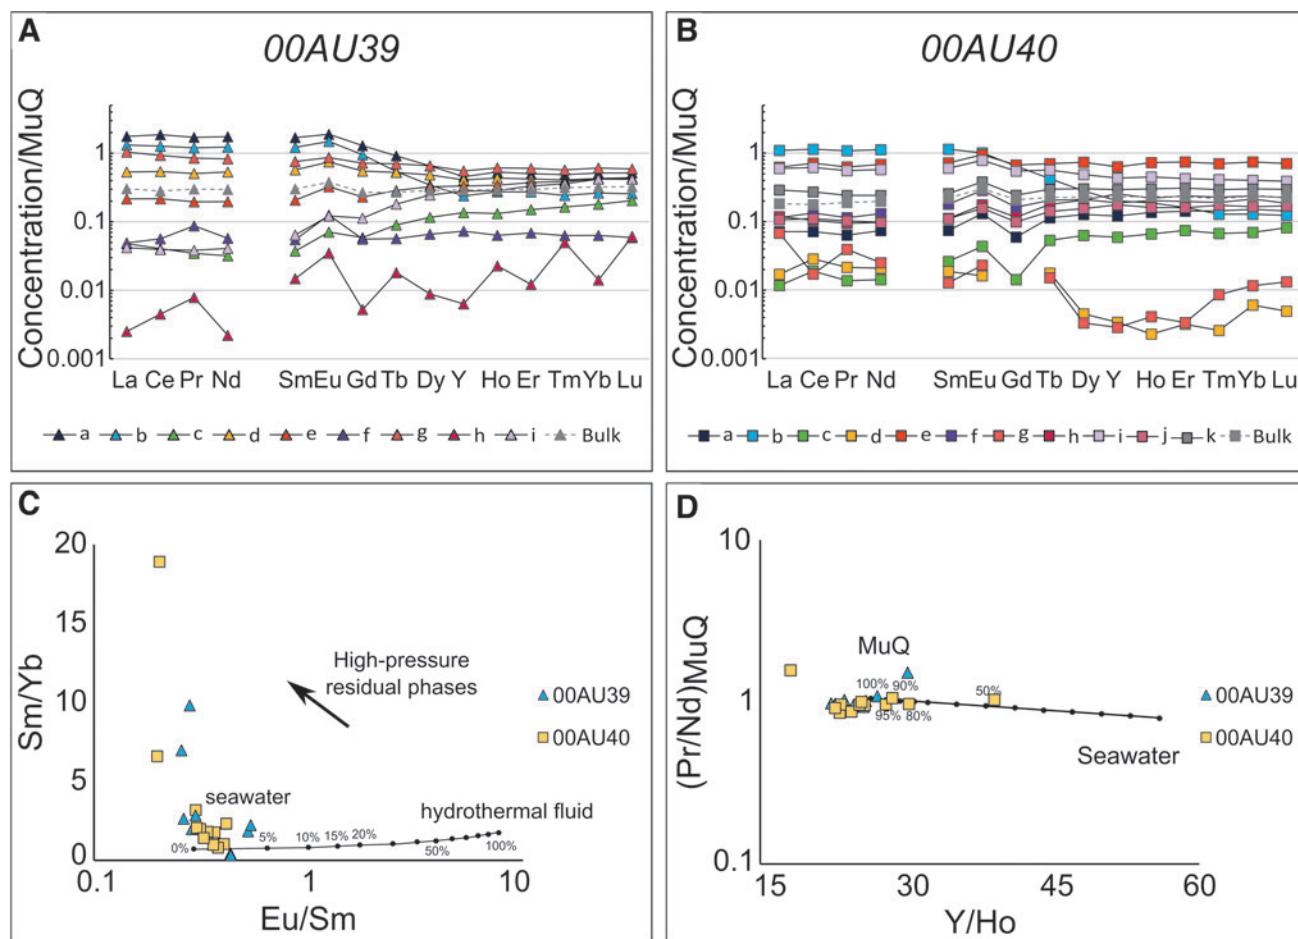 A
00AU39
Concentration/MuQ
1
0.1
0.01
0.001
La Ce Pr Nd Sm Eu Gd Tb Dy Y Ho Er Tm Yb Lu
a b c d e f g h i Bulk
B
00AU40
Concentration/MuQ
1
0.1
0.01
0.001
La Ce Pr Nd Sm Eu Gd Tb Dy Y Ho Er Tm Yb Lu
a b c d e f g h i j k Bulk
C
Sm/Yb
20
15
10
5
0
High-pressure
residual phases
00AU39
00AU40
seawater
hydrothermal fluid
0% 5% 10% 15% 20% 50% 100%
0.1 1 10
Eu/Sm
D
(Pr/Nd)MuQ
10
1
0.1
MuQ
100% 90% 50%
95% 80%
00AU39
00AU40
Seawater
15 30 45 60
Y/Ho